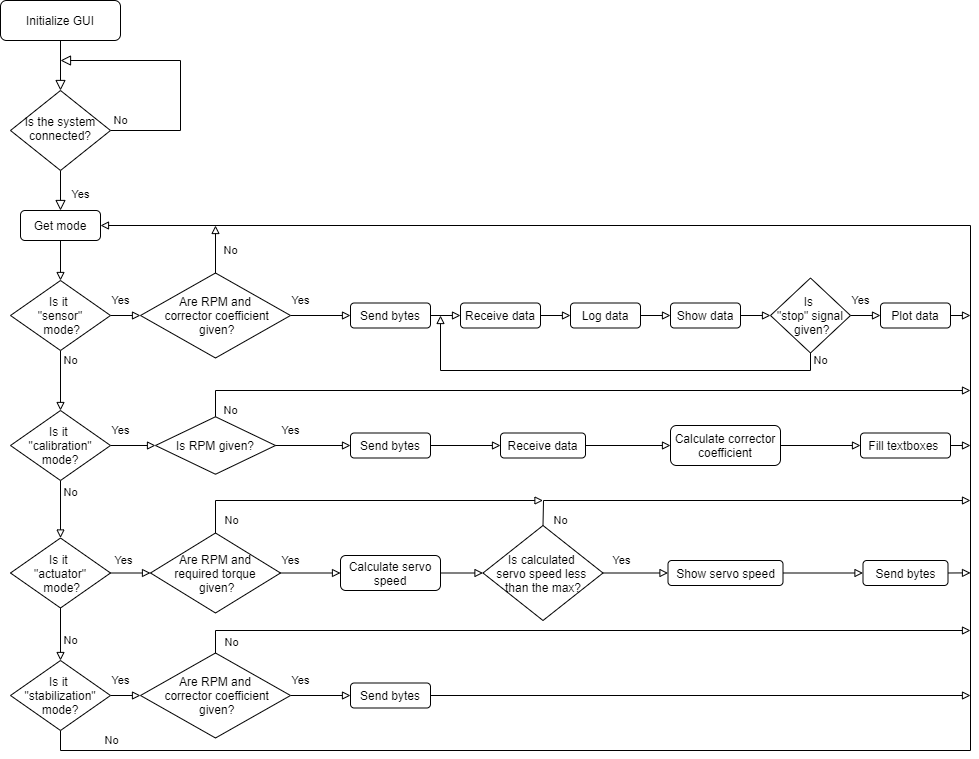 Initialize GUI
Is the system
connected?
No
Yes
Get mode
No
Is it
"sensor"
mode?
Yes
Are RPM and
corrector coefficient
given?
Yes
Send bytes
Receive data
Log data
Show data
Is
"stop" signal
given?
Yes
Plot data
No
No
No
Is it
"calibration"
mode?
Yes
Is RPM given?
Yes
Send bytes
Receive data
Calculate corrector
coefficient
Fill textboxes
No
No
No
Is it
"actuator"
mode?
Yes
Are RPM and
required torque
given?
Yes
Calculate servo
speed
Is calculated
servo speed less
than the max?
Yes
Show servo speed
Send bytes
No
No
Is it
"stabilization"
mode?
Yes
Are RPM and
corrector coefficient
given?
Yes
Send bytes
No